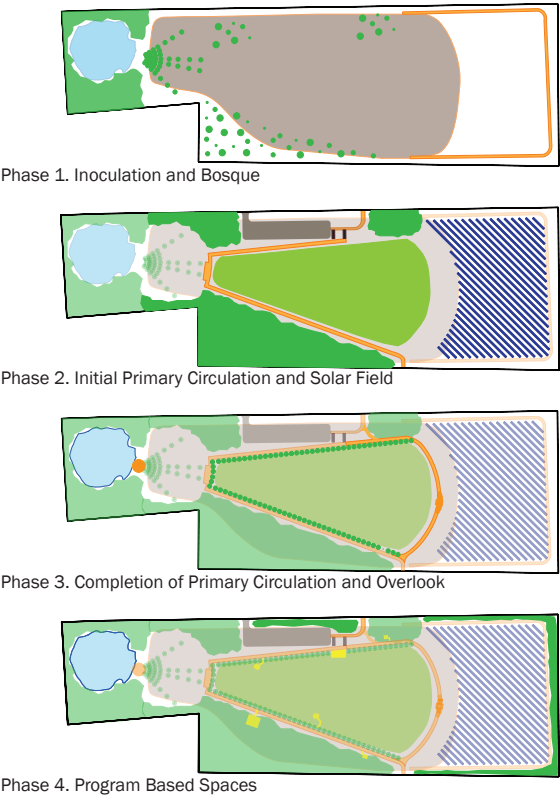 Phase 1. Inoculation and Bosque
Phase 2. Initial Primary Circulation and Solar Field
Phase 3. Completion of Primary Circulation and Overlook
Phase 4. Program Based Spaces